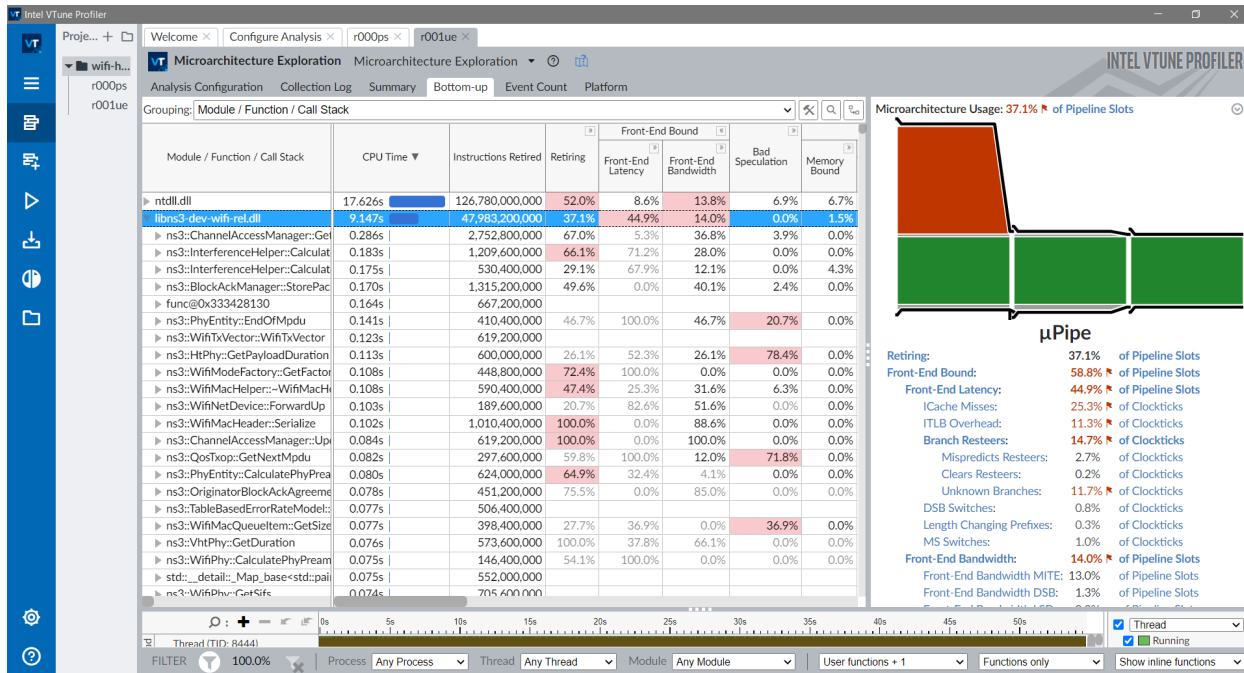 Intel VTune Profiler
Proje...
Welcome
Configure Analysis
r000ps
r001ue
wifi-h...
r000ps
r001ue
Microarchitecture Exploration Microarchitecture Exploration
INTEL VTUNE PROFILER
Analysis Configuration Collection Log Summary Bottom-up Event Count Platform
Grouping: Module / Function / Call Stack
Module / Function / Call Stack
CPU Time ▼
Instructions Retired
Retiring
Front-End Bound
Front-End Latency
Front-End Bandwidth
Bad Speculation
Memory Bound
ntdll.dll 17.626s 126,780,000,000 52.0% 8.6% 13.8% 6.9% 6.7%
libns3-dev-wifi-rel.dll 9.147s 47,983,200,000 37.1% 44.9% 14.0% 0.0% 1.5%
ns3::ChannelAccessManager::Get 0.286s 2,752,800,000 67.0% 5.3% 36.8% 3.9% 0.0%
ns3::InterferenceHelper::Calculat 0.183s 1,209,600,000 66.1% 71.2% 28.0% 0.0% 0.0%
ns3::InterferenceHelper::Calculat 0.175s 530,400,000 29.1% 67.9% 12.1% 0.0% 4.3%
ns3::BlockAckManager::StorePac 0.170s 1,315,200,000 49.6% 0.0% 40.1% 2.4% 0.0%
func@0x333428130 0.164s 667,200,000
ns3::PhyEntity::EndOfMpdu 0.141s 410,400,000 46.7% 100.0% 46.7% 20.7% 0.0%
ns3::WifiTxVector::WifiTxVector 0.123s 619,200,000
ns3::HtPhy::GetPayloadDuration 0.113s 600,000,000 26.1% 52.3% 26.1% 78.4% 0.0%
ns3::WifiModeFactory::GetFactor 0.108s 448,800,000 72.4% 100.0% 0.0% 0.0% 0.0%
ns3::WifiMacHelper::~WifiMacHe 0.108s 590,400,000 47.4% 25.3% 31.6% 6.3% 0.0%
ns3::WifiNetDevice::ForwardUp 0.103s 189,600,000 20.7% 82.6% 51.6% 0.0% 0.0%
ns3::WifiMacHeader::Serialize 0.102s 1,010,400,000 100.0% 0.0% 88.6% 0.0% 0.0%
ns3::ChannelAccessManager::Up 0.084s 619,200,000 100.0% 0.0% 100.0% 0.0% 0.0%
ns3::QosTxop::GetNextMpdu 0.082s 297,600,000 59.8% 100.0% 12.0% 71.8% 0.0%
ns3::PhyEntity::CalculatePhyPrea 0.080s 624,000,000 64.9% 32.4% 4.1% 0.0% 0.0%
ns3::OriginatorBlockAckAgreeme 0.078s 451,200,000 75.5% 0.0% 85.0% 0.0% 0.0%
ns3::TableBasedErrorRateModel:: 0.077s 506,400,000
ns3::WifiMacQueueItem::GetSize 0.077s 398,400,000 27.7% 36.9% 0.0% 36.9% 0.0%
ns3::VhtPhy::GetDuration 0.076s 573,600,000 100.0% 37.8% 66.1% 0.0% 0.0%
ns3::WifiPhy::CalculatePhyPream 0.075s 146,400,000 54.1% 100.0% 0.0% 0.0% 0.0%
std::__detail::_Map_base<std::pai 0.075s 552,000,000
ns3::WifiPhy::GetSifs 0.074s 705,600,000
Microarchitecture Usage: 37.1% of Pipeline Slots
µPipe
Retiring: 37.1% of Pipeline Slots
Front-End Bound: 58.8% of Pipeline Slots
Front-End Latency: 44.9% of Pipeline Slots
ICache Misses: 25.3% of Clockticks
ITLB Overhead: 11.3% of Clockticks
Branch Resteers: 14.7% of Clockticks
Mispredicts Resteers: 2.7% of Clockticks
Clears Resteers: 0.2% of Clockticks
Unknown Branches: 11.7% of Clockticks
DSB Switches: 0.8% of Clockticks
Length Changing Prefixes: 0.3% of Clockticks
MS Switches: 1.0% of Clockticks
Front-End Bandwidth: 14.0% of Pipeline Slots
Front-End Bandwidth MITE: 13.0% of Pipeline Slots
Front-End Bandwidth DSB: 1.3% of Pipeline Slots
0s 5s 10s 15s 20s 25s 30s 35s 40s 45s 50s
Thread
Thread (TID: 8444)
Running
FILTER 100.0% Process Any Process Thread Any Thread Module Any Module User functions + 1 Functions only Show inline functions